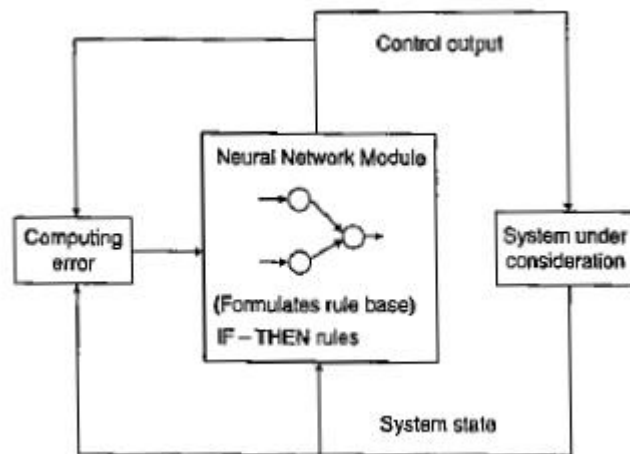 Control output
Neural Network Module
Computing
error
System under
consideration
(Formulates rule base)
IF – THEN rules
System state